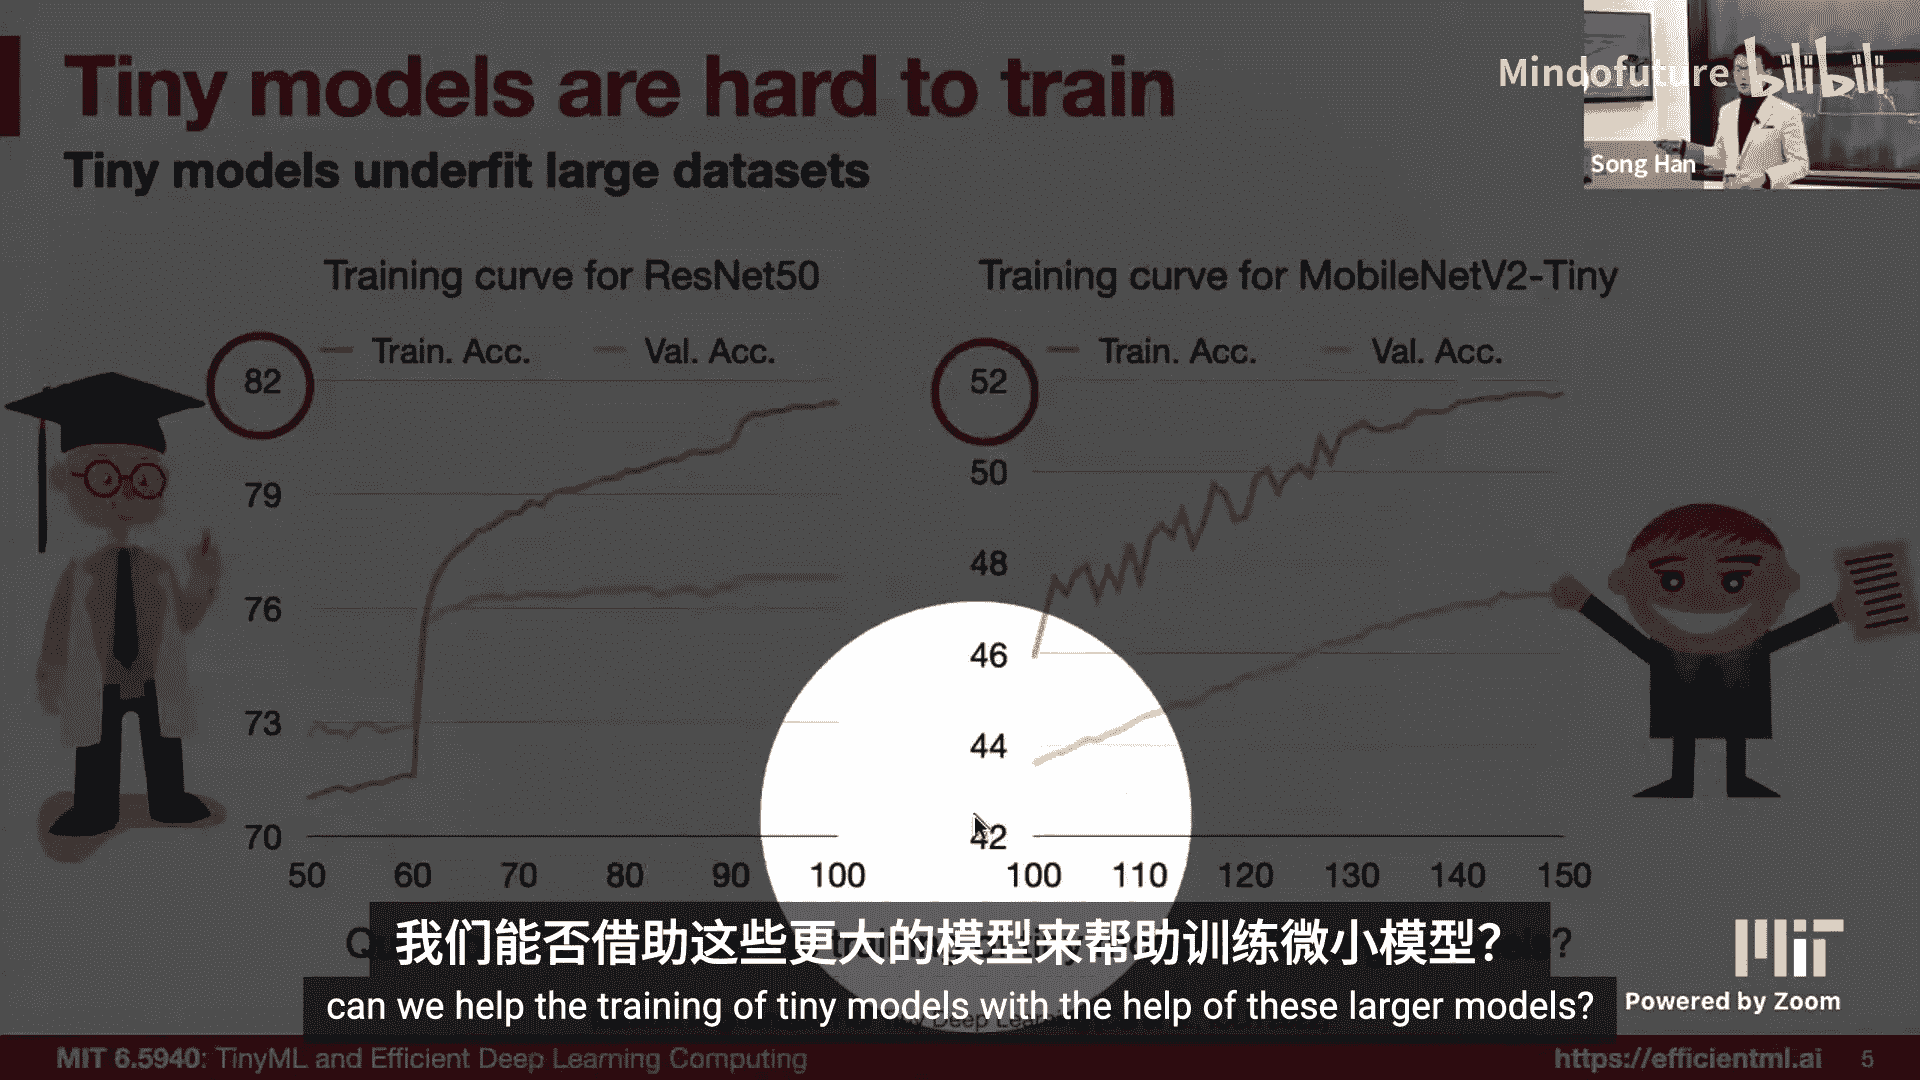 Tiny models are hard to train
Mindofuture bilibili
Tiny models underfit large datasets
Song Han
Training curve for ResNet50
Training curve for MobileNetV2-Tiny
Train. Acc. Val. Acc.
Train. Acc. Val. Acc.
82
79
76
73
70
50 60 70 80 90 100
52
50
48
46
44
42
100 110 120 130 140 150
我们能否借助这些更大的模型来帮助训练微小模型？
can we help the training of tiny models with the help of these larger models?
MIT
Powered by Zoom
MIT 6.5940: TinyML and Efficient Deep Learning Computing
https://efficientml.ai 5